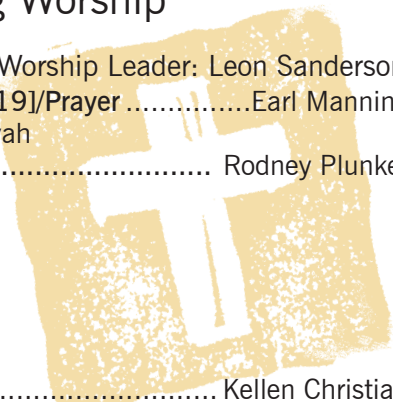 g Worship
Worship Leader: Leon Sanderson
19]/Prayer ...............Earl Mannin
ah
........................... Rodney Plunke
........................... Kellen Christia